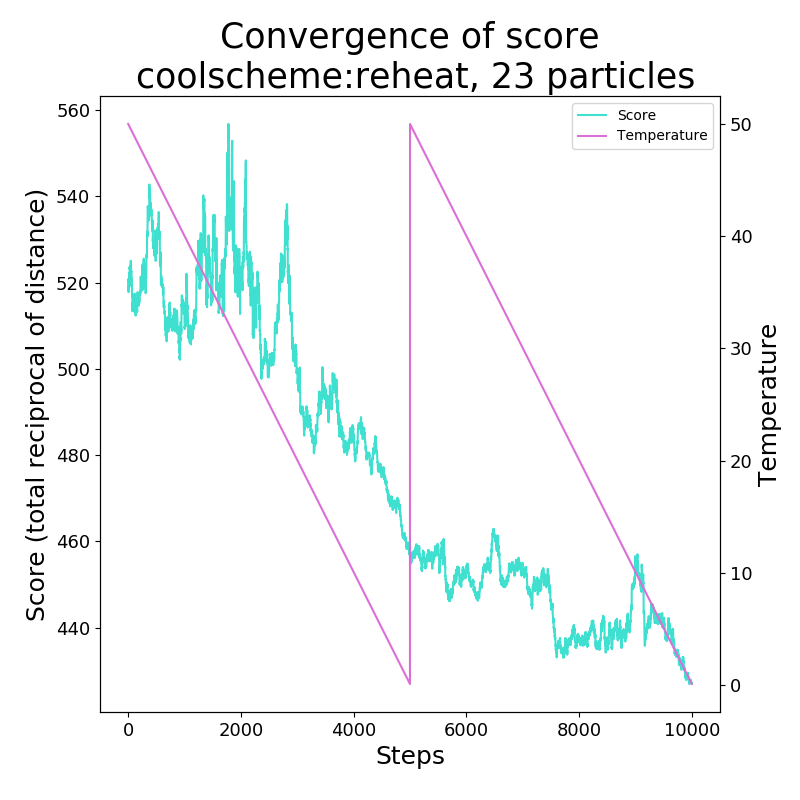 Convergence of score
coolscheme:reheat, 23 particles
Score
Temperature
560
540
520
500
480
460
440
Score (total reciprocal of distance)
50
40
30
20
10
0
Temperature
0 2000 4000 6000 8000 10000
Steps